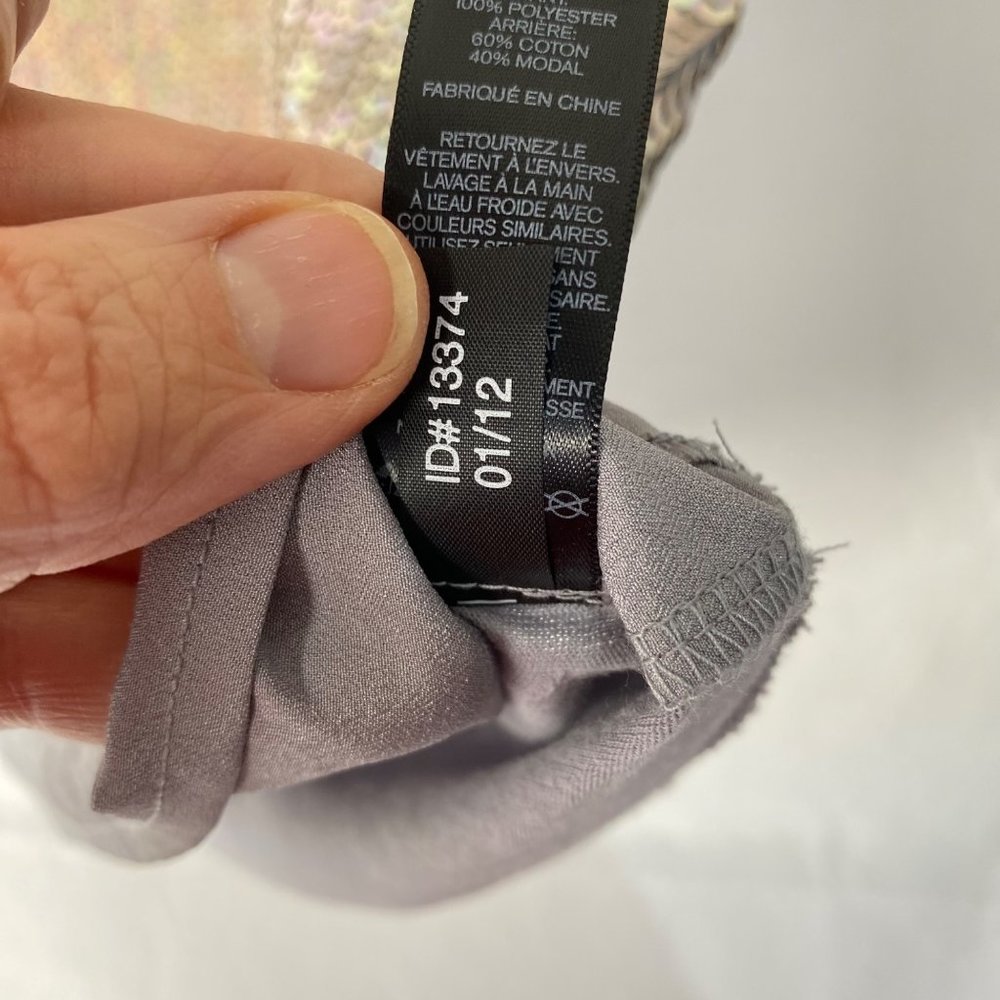 100% POLYESTER
ARRIÈRE:
60% COTON
40% MODAL
FABRIQUÉ EN CHINE
RETOURNEZ LE
VÊTEMENT À L'ENVERS.
LAVAGE À LA MAIN
À L'EAU FROIDE AVEC
COULEURS SIMILAIRES.
ID#13374
01/12